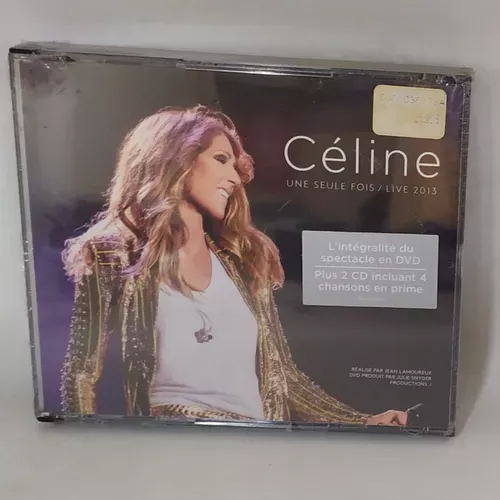 Céline
UNE SEULE FOIS / LIVE 2013
L'intégralité du
spectacle en DVD
Plus 2 CD incluant 4
chansons en prime
RÉALISÉ PAR JEAN LAMOUREUX
DVD PRODUIT PAR JULIE SNYDER
PRODUCTIONS J